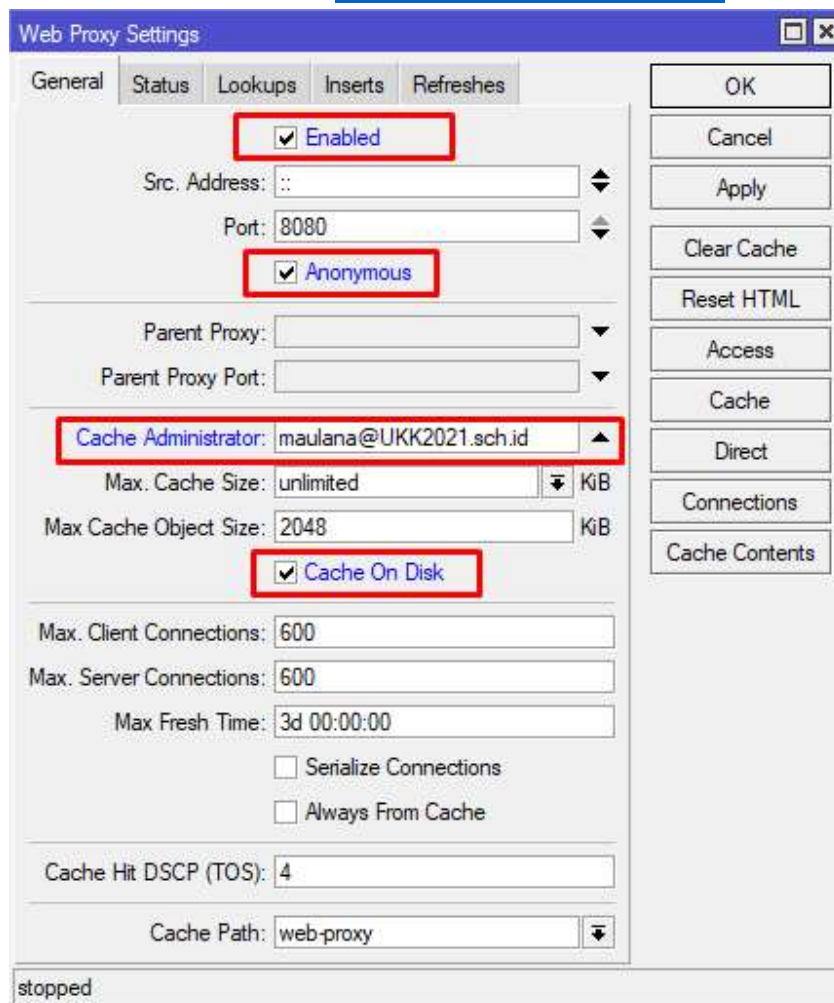 Web Proxy Settings
General Status Lookups Inserts Refreshes
Enabled
Src. Address: ::
Port: 8080
Anonymous
Parent Proxy:
Parent Proxy Port:
Cache Administrator: maulana@UKK2021.sch.id
Max. Cache Size: unlimited KiB
Max Cache Object Size: 2048 KiB
Cache On Disk
Max. Client Connections: 600
Max. Server Connections: 600
Max Fresh Time: 3d 00:00:00
Serialize Connections
Always From Cache
Cache Hit DSCP (TOS): 4
Cache Path: web-proxy
stopped
OK
Cancel
Apply
Clear Cache
Reset HTML
Access
Cache
Direct
Connections
Cache Contents